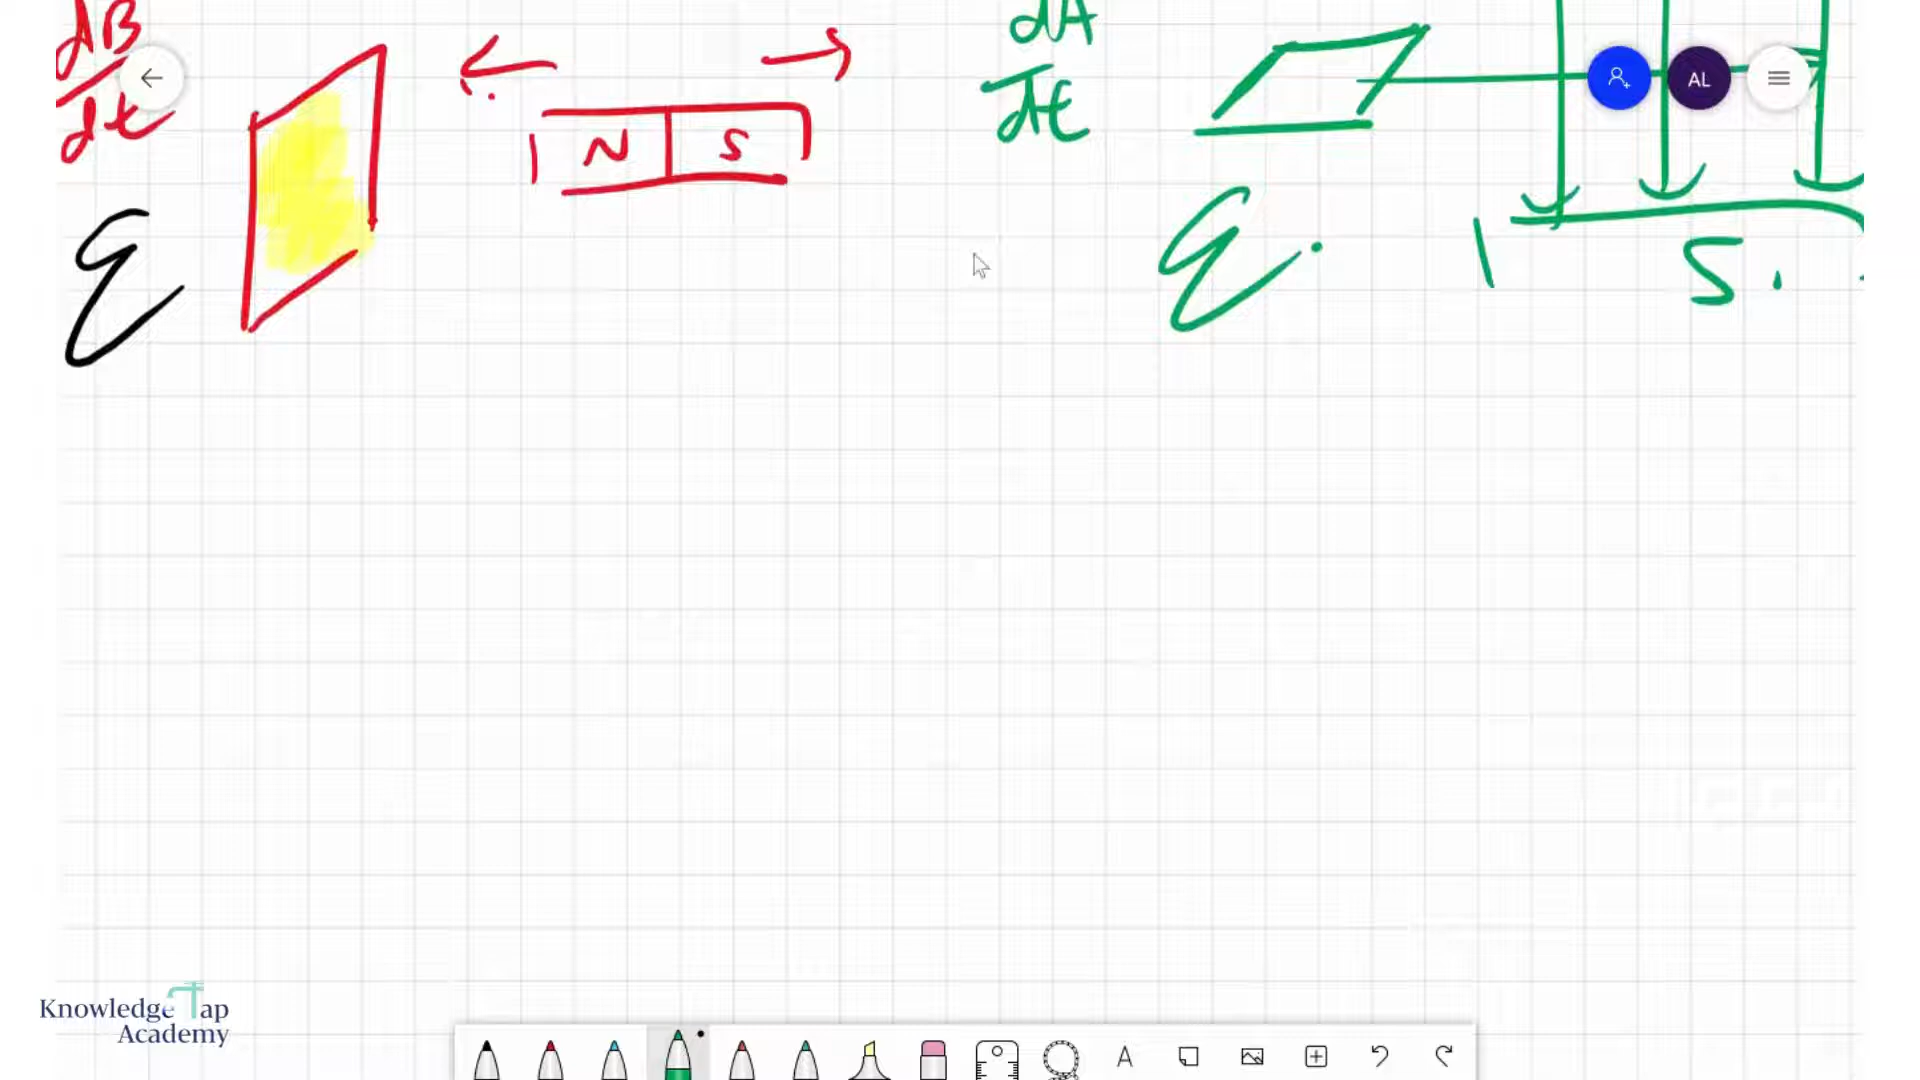 dB
dt
N S
ℰ
dA
dt
ℰ.
S.
AL
Knowledge Tap
Academy
A